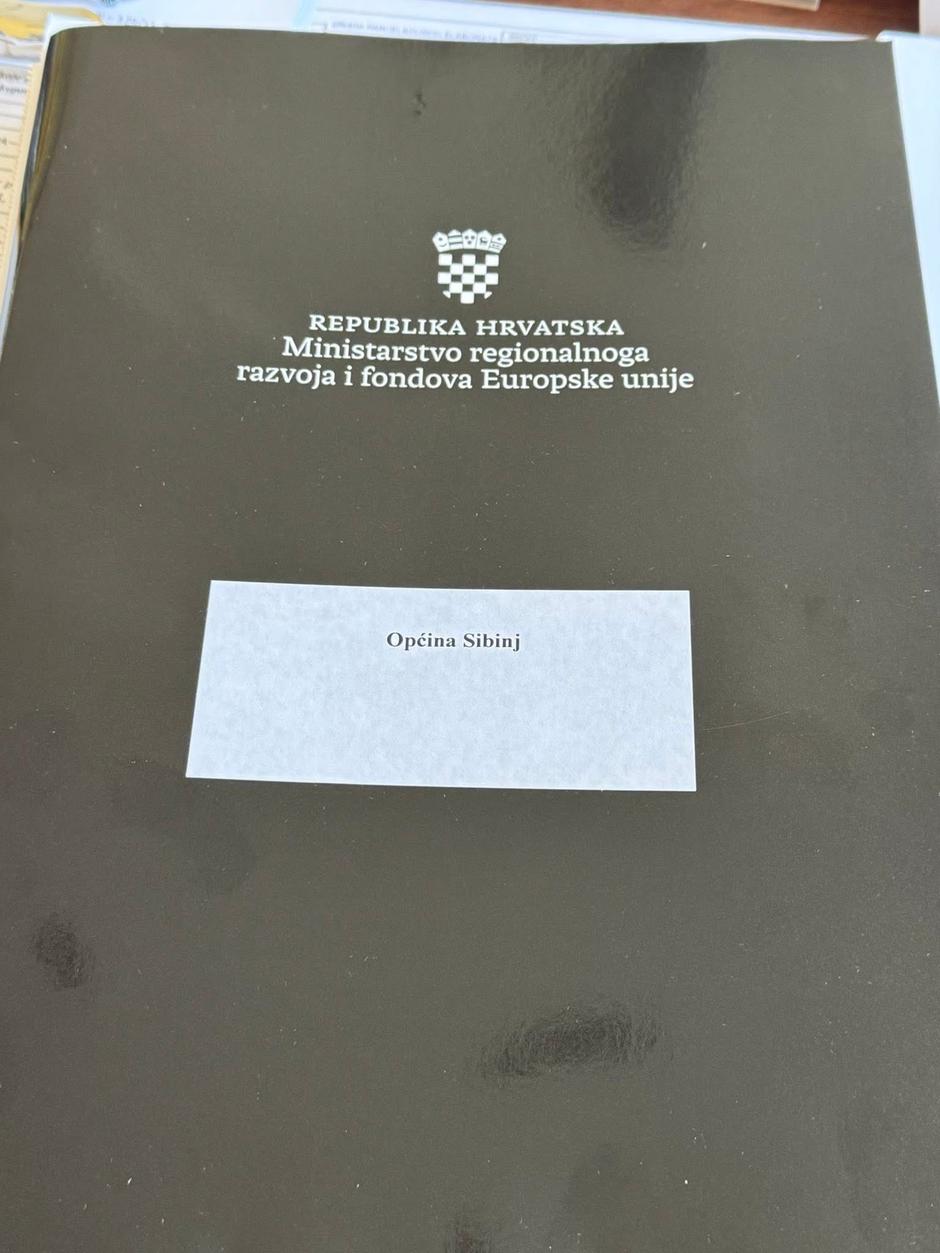 REPUBLIKA HRVATSKA
Ministarstvo regionalnoga
razvoja i fondova Europske unije
Općina Sibinj